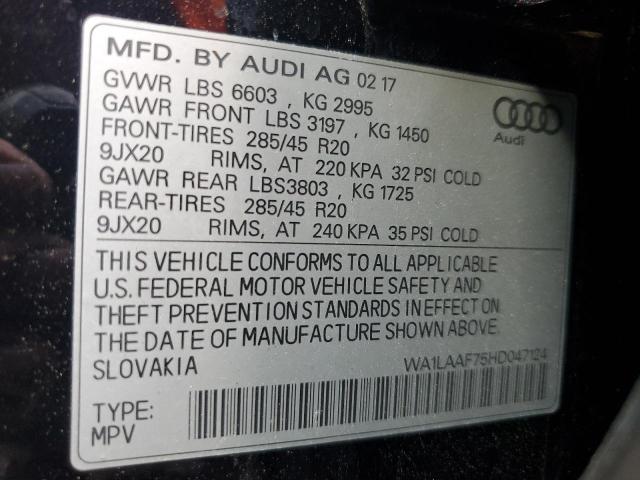 MFD. BY AUDI AG 02 17
GVWR LBS 6603 , KG 2995
GAWR FRONT LBS 3197 , KG 1450
FRONT-TIRES 285/45 R20
9JX20 RIMS, AT 220 KPA 32 PSI COLD
GAWR REAR LBS3803 , KG 1725
REAR-TIRES 285/45 R20
9JX20 RIMS, AT 240 KPA 35 PSI COLD
Audi
THIS VEHICLE CONFORMS TO ALL APPLICABLE
U.S. FEDERAL MOTOR VEHICLE SAFETY AND
THEFT PREVENTION STANDARDS IN EFFECT ON
THE DATE OF MANUFACTURE SHOWN ABOVE.
SLOVAKIA
WA1LAAF75HD047124
TYPE:
MPV